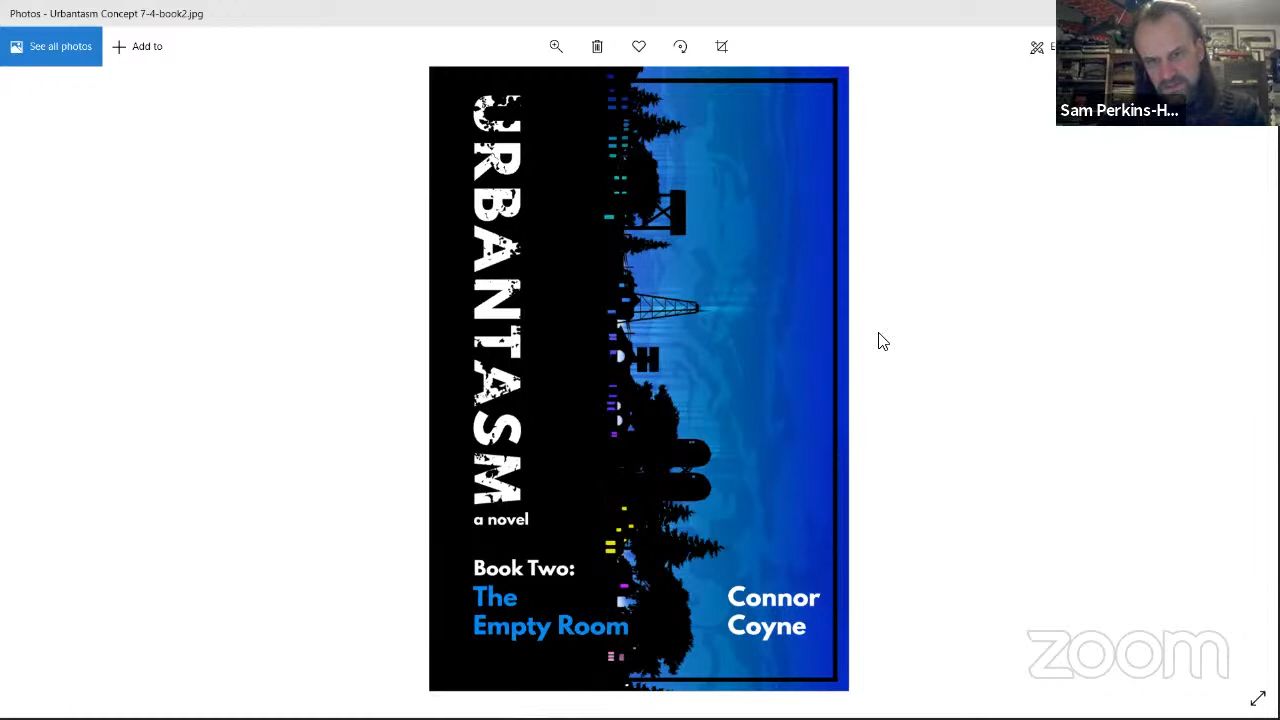 Photos - Urbantasm Concept 7-4-book2.jpg
See all photos
Add to
Sam Perkins-H...
URBANTASM
a novel
Book Two:
The
Empty Room
Connor
Coyne
zoom